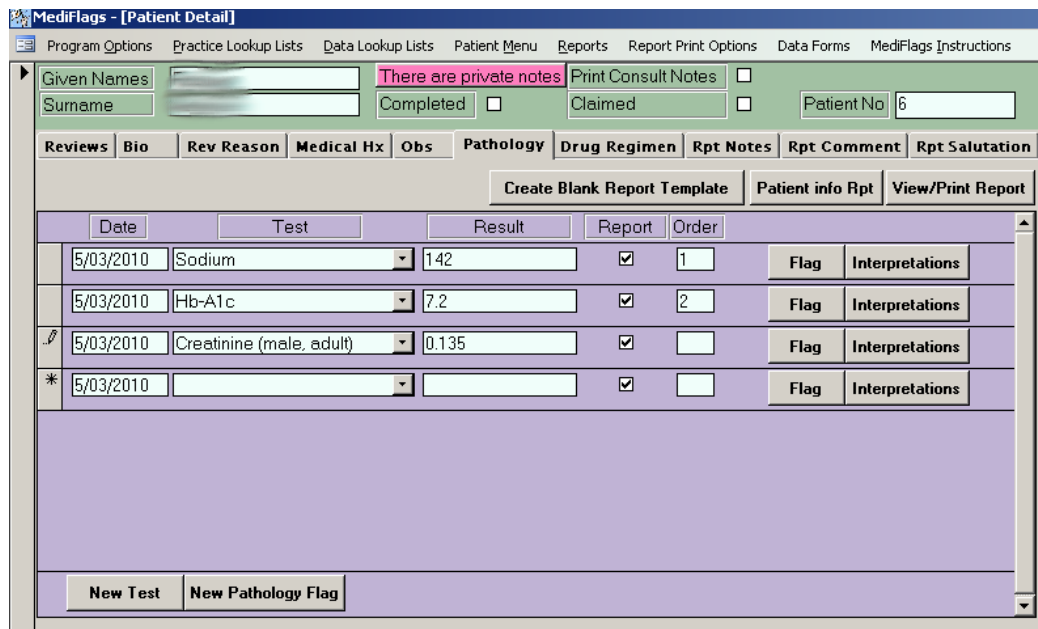 MediFlags - [Patient Detail]
Program Options Practice Lookup Lists Data Lookup Lists Patient Menu Reports Report Print Options Data Forms MediFlags Instructions
Given Names There are private notes Print Consult Notes
Surname Completed Claimed Patient No 6
Reviews Bio Rev Reason Medical Hx Obs Pathology Drug Regimen Rpt Notes Rpt Comment Rpt Salutation
Create Blank Report Template Patient info Rpt View/Print Report
Date Test Result Report Order
5/03/2010 Sodium 142 1 Flag Interpretations
5/03/2010 Hb-A1c 7.2 2 Flag Interpretations
5/03/2010 Creatinine (male, adult) 0.135 Flag Interpretations
* 5/03/2010 Flag Interpretations
New Test New Pathology Flag